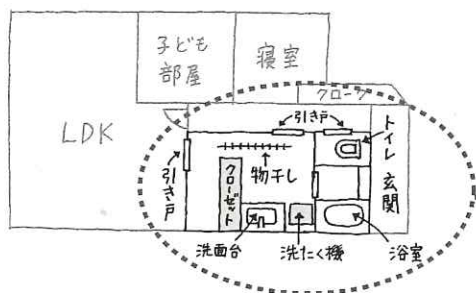 子ども
部屋
寝室
クローク
LDK
引き戸
トイレ
引き戸
物干し
クローゼット
玄関
洗面台
洗たく機
浴室